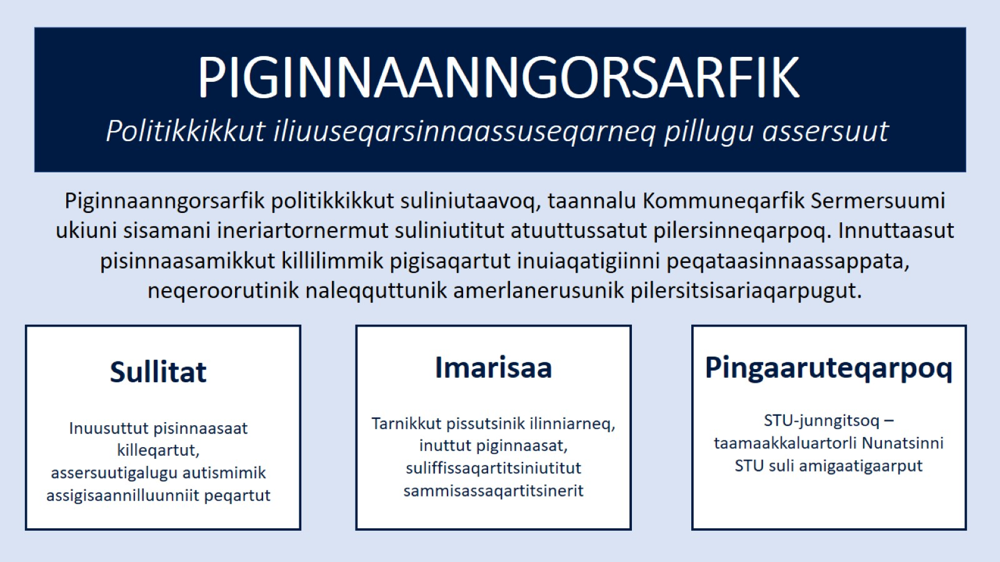 PIGINNAANNGORSARFIK
Politikkikkut iliuuseqarsinnaassuseqarneq pillugu assersuut
Piginnaanngorsarfik politikkikkut suliniutaavoq, taannalu Kommuneqarfik Sermersuumi
ukiuni sisamani ineriartornermut suliniutitut atuuttussatut pilersinneqarpoq. Innuttaasut
pisinnaasamikkut killilimmik pigisaqartut inuiaqatigiinni peqataasinnaassappata,
neqeroorutinik naleqquttunik amerlanerusunik pilersitsisariaqarpugut.
Sullitat
Inuusuttut pisinnaasaat
killeqartut,
assersuutigalugu autismimik
assigisaannilluunniit peqartut
Imarisaa
Tarnikkut pissutsinik ilinniarneq,
inuttut piginnaasat,
suliffissaqartitsiniutitut
sammisassaqartitsinerit
Pingaaruteqarpoq
STU-junngitsoq –
taamaakkaluartorli Nunatsinni
STU suli amigaatigaarput